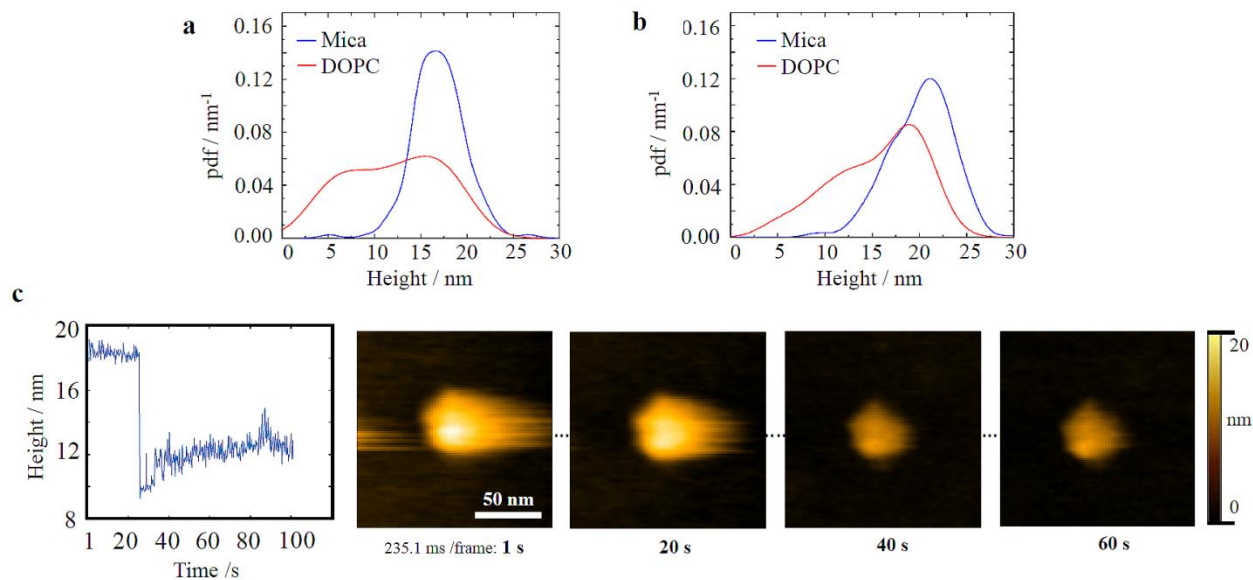 a
Mica
DOPC
0.16
0.12
0.08
0.04
0.00
pdf / nm⁻¹
0 5 10 15 20 25 30
Height / nm
b
Mica
DOPC
0.16
0.12
0.08
0.04
0.00
pdf / nm⁻¹
0 5 10 15 20 25 30
Height / nm
c
20
16
12
8
Height / nm
1 20 40 60 80 100
Time /s
50 nm
235.1 ms /frame: 1 s
20 s
40 s
60 s
20
nm
0